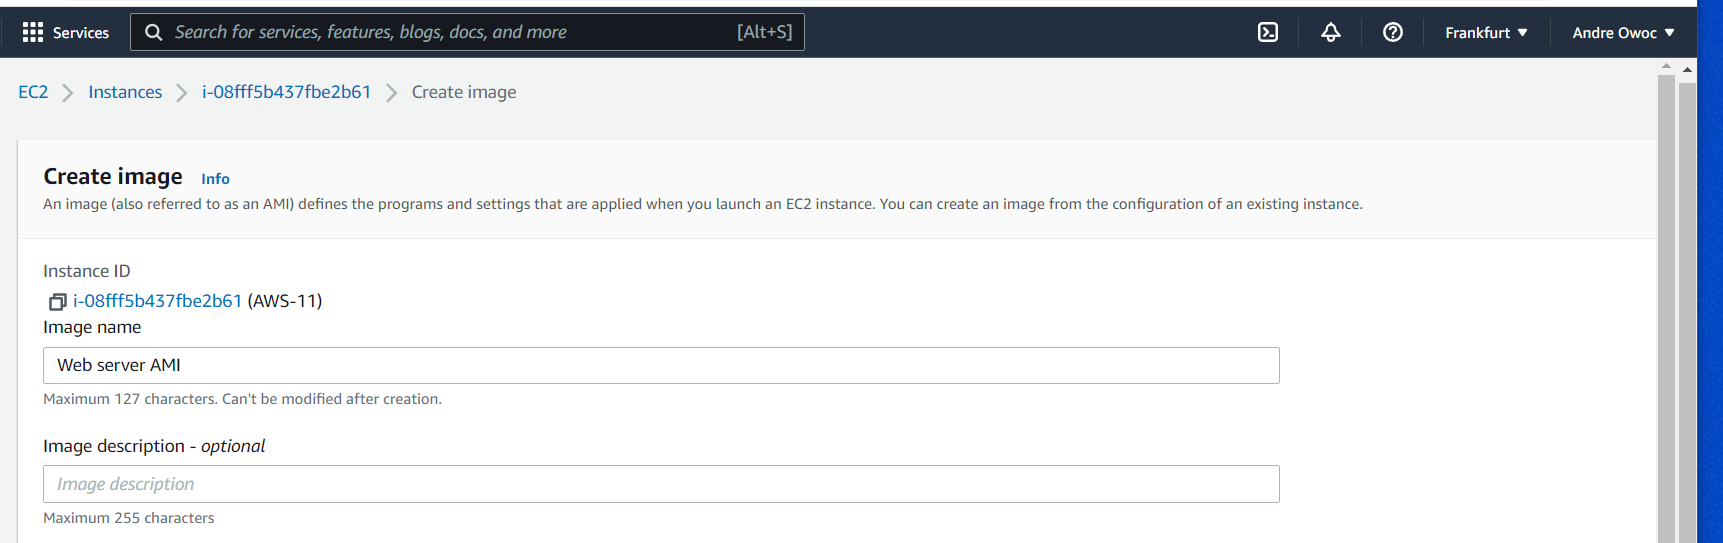 Services Search for services, features, blogs, docs, and more [Alt+S] Frankfurt Andre Owoc
EC2 Instances i-08fff5b437fbe2b61 Create image
Create image Info
An image (also referred to as an AMI) defines the programs and settings that are applied when you launch an EC2 instance. You can create an image from the configuration of an existing instance.
Instance ID
i-08fff5b437fbe2b61 (AWS-11)
Image name
Web server AMI
Maximum 127 characters. Can't be modified after creation.
Image description - optional
Image description
Maximum 255 characters